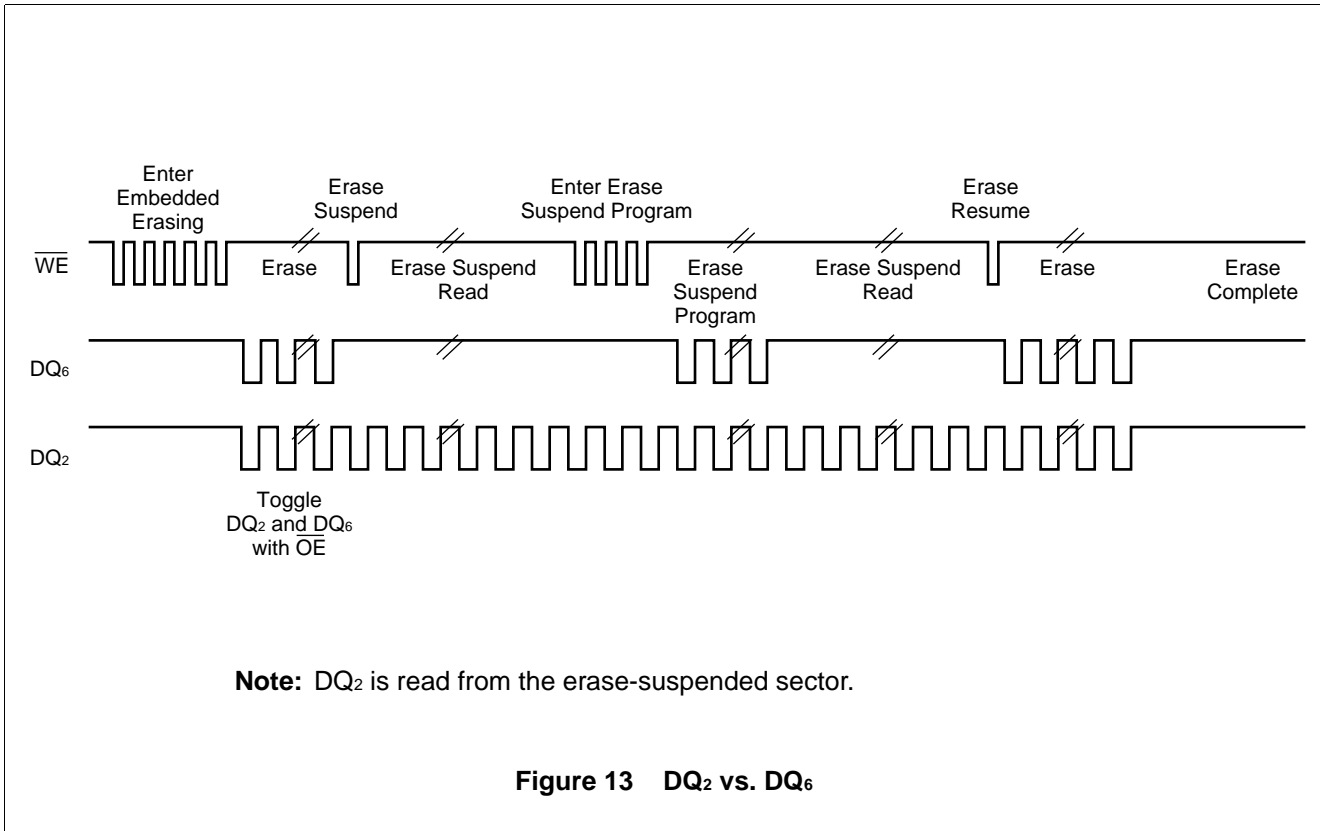 Enter
Embedded
Erasing
Erase
Suspend
Enter Erase
Suspend Program
Erase
Resume
WE
Erase
Erase Suspend
Read
Erase
Suspend
Program
Erase Suspend
Read
Erase
Erase
Complete
DQ6
DQ2
Toggle
DQ2 and DQ6
with OE
Note: DQ2 is read from the erase-suspended sector.
Figure 13 DQ2 vs. DQ6